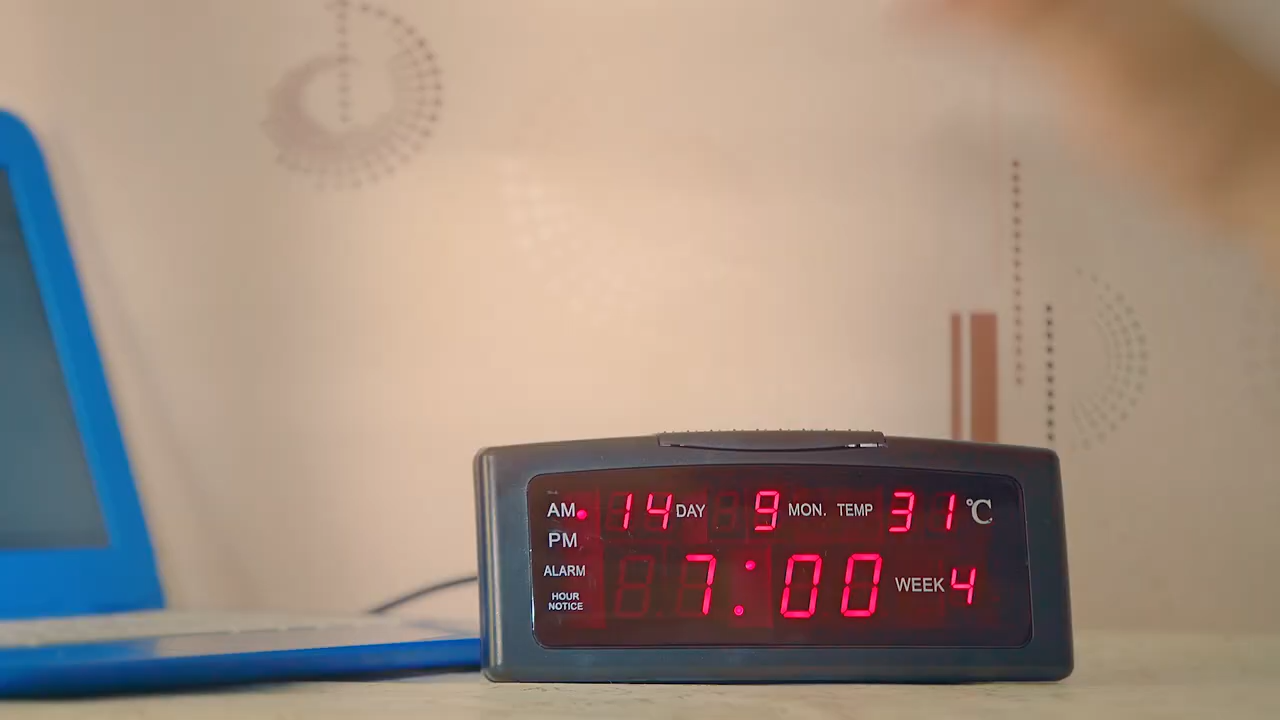 AM 14 DAY 9 MON. TEMP 31 °C
PM
ALARM 7:00 WEEK 4
HOUR
NOTICE